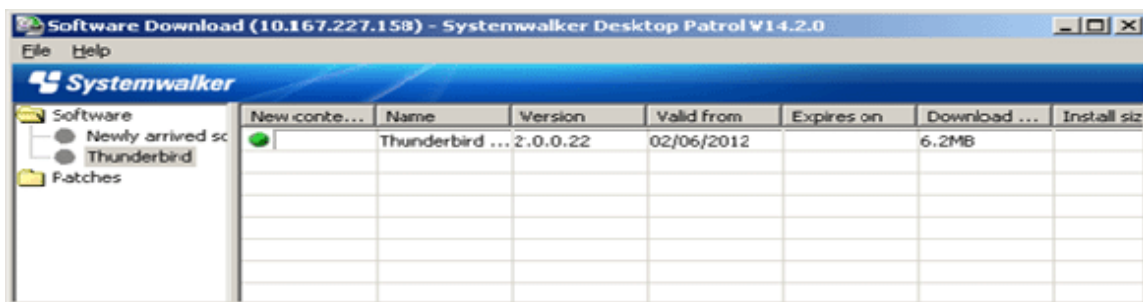 Software Download (10.167.227.158) - Systemwalker Desktop Patrol V14.2.0
File Help
Systemwalker
Software
Newly arrived sc
Thunderbird
Patches
New conte... Name Version Valid from Expires on Download ... Install siz
Thunderbird ... 2.0.0.22 02/06/2012 6.2MB